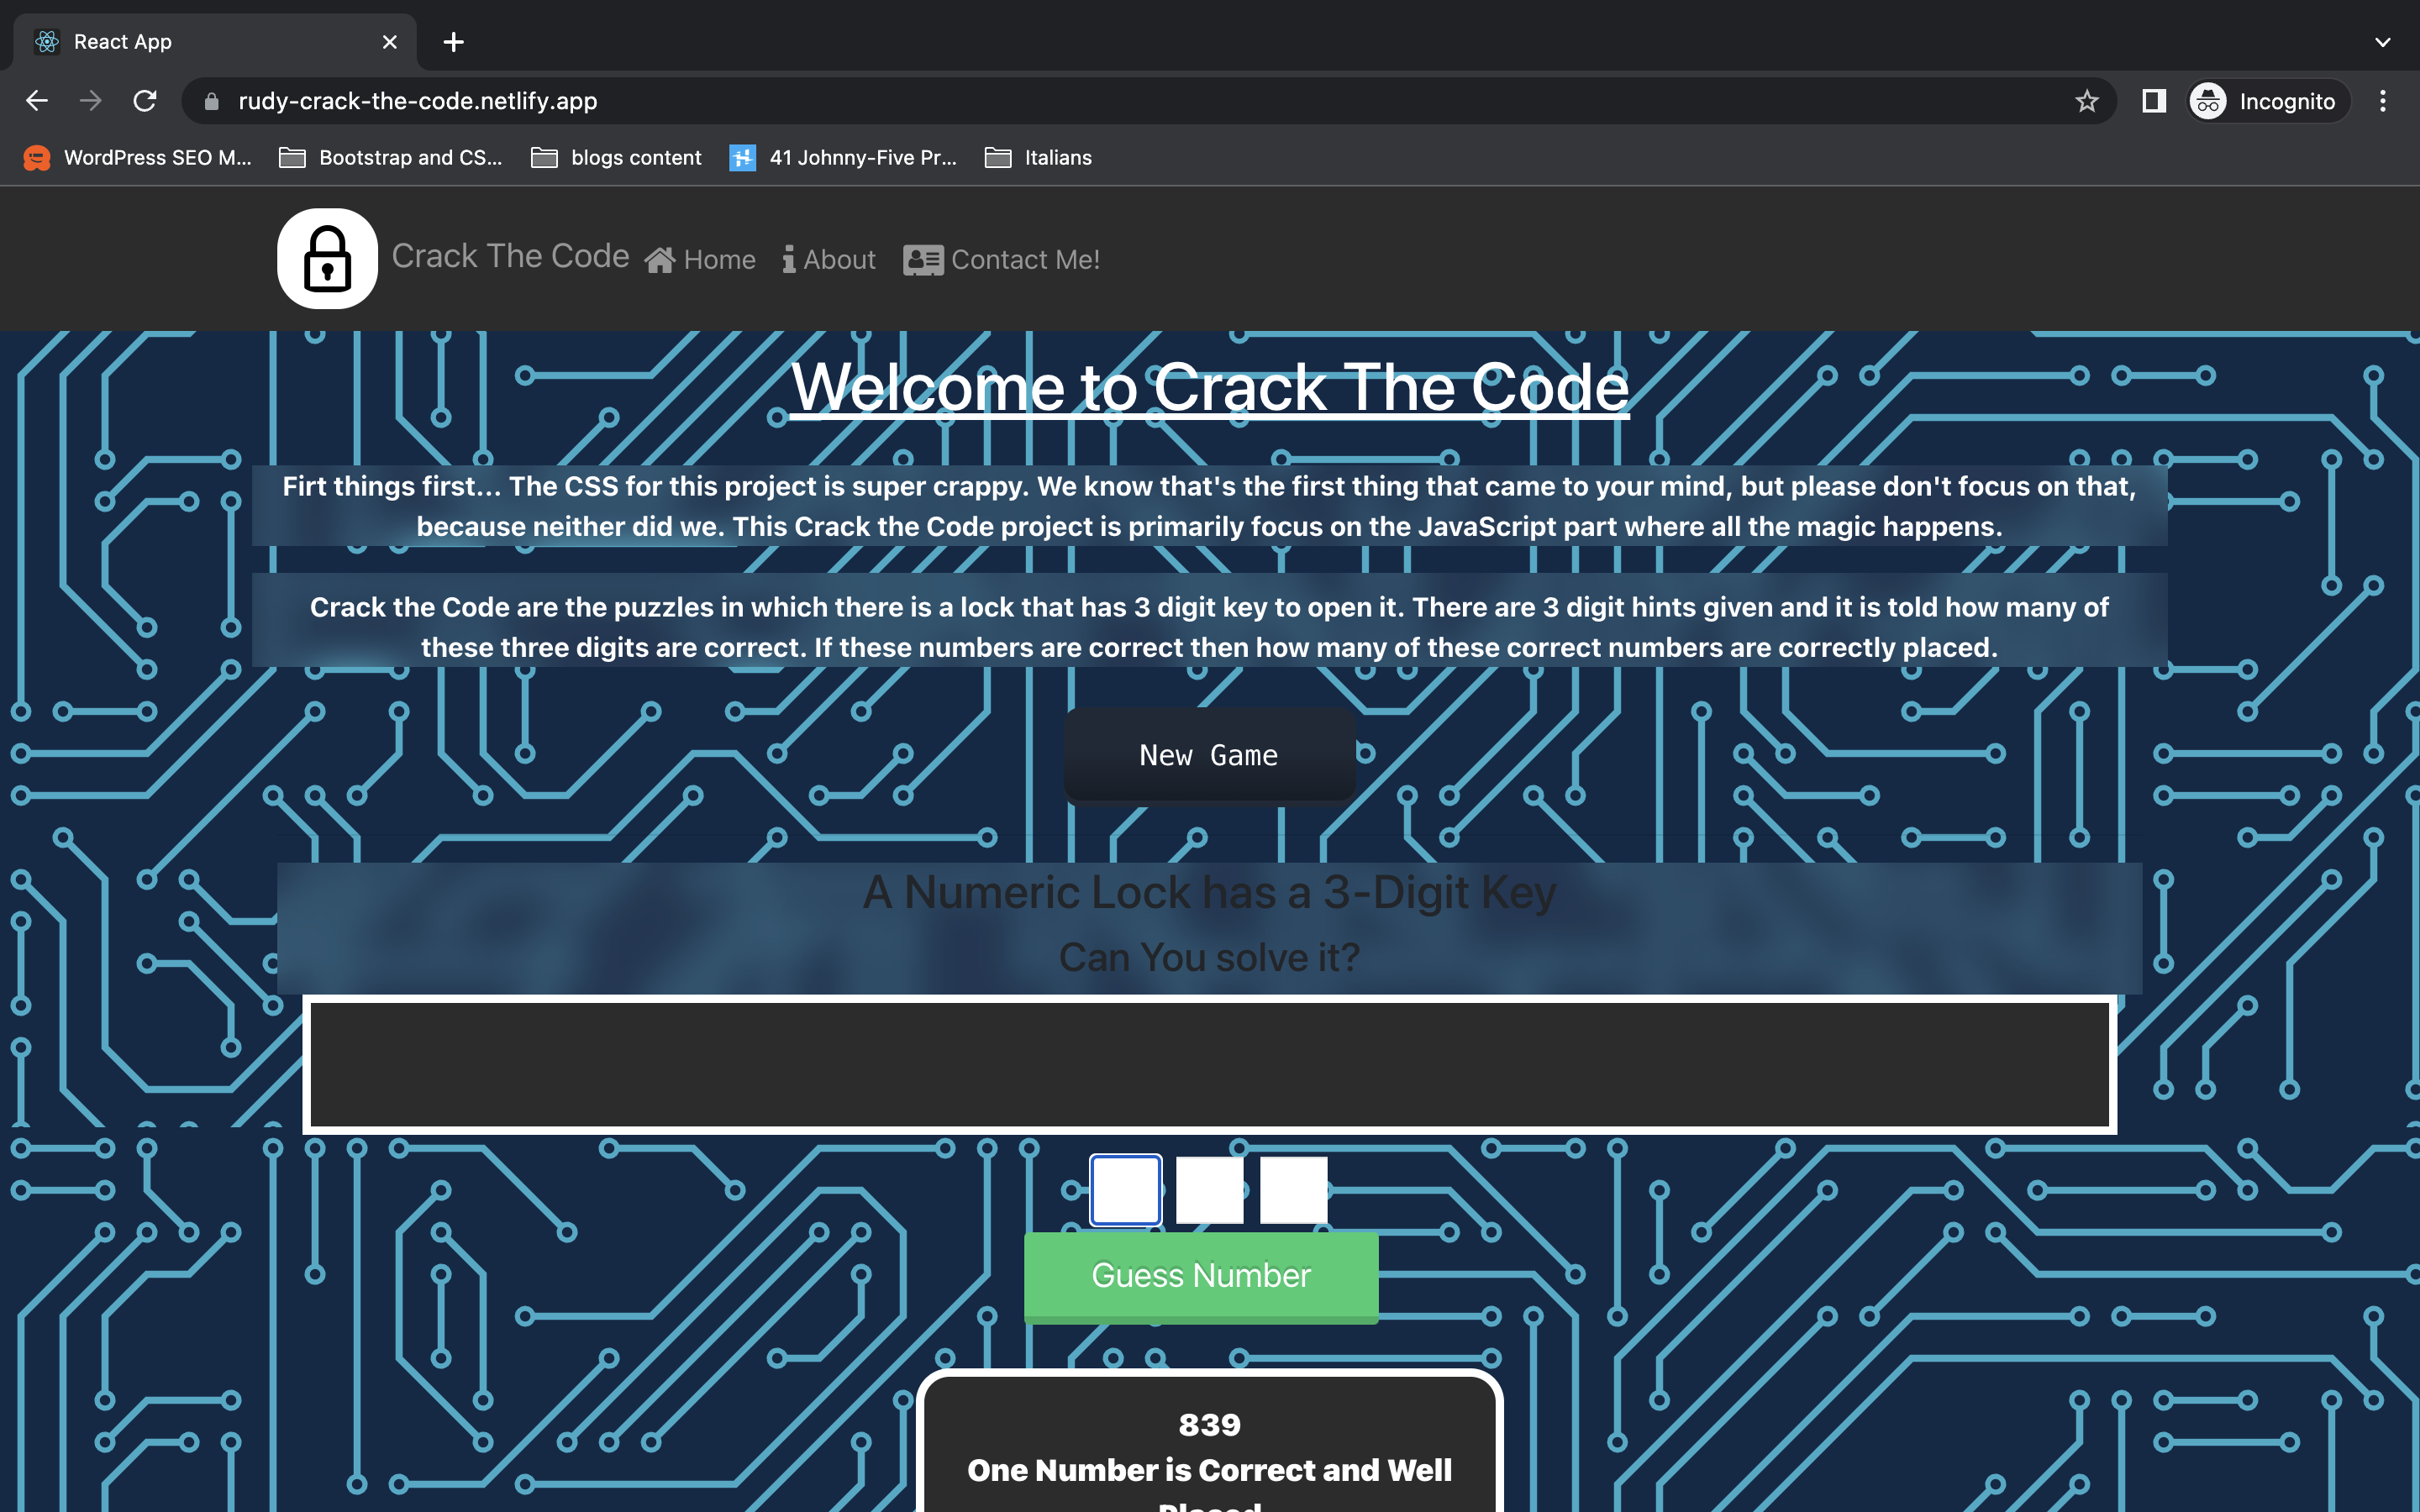 React App
rudy-crack-the-code.netlify.app
Incognito
WordPress SEO M... Bootstrap and CS... blogs content 41 Johnny-Five Pr... Italians
Crack The Code Home About Contact Me!
Welcome to Crack The Code
Firt things first... The CSS for this project is super crappy. We know that's the first thing that came to your mind, but please don't focus on that,
because neither did we. This Crack the Code project is primarily focus on the JavaScript part where all the magic happens.
Crack the Code are the puzzles in which there is a lock that has 3 digit key to open it. There are 3 digit hints given and it is told how many of
these three digits are correct. If these numbers are correct then how many of these correct numbers are correctly placed.
New Game
A Numeric Lock has a 3-Digit Key
Can You solve it?
Guess Number
839
One Number is Correct and Well
Placed